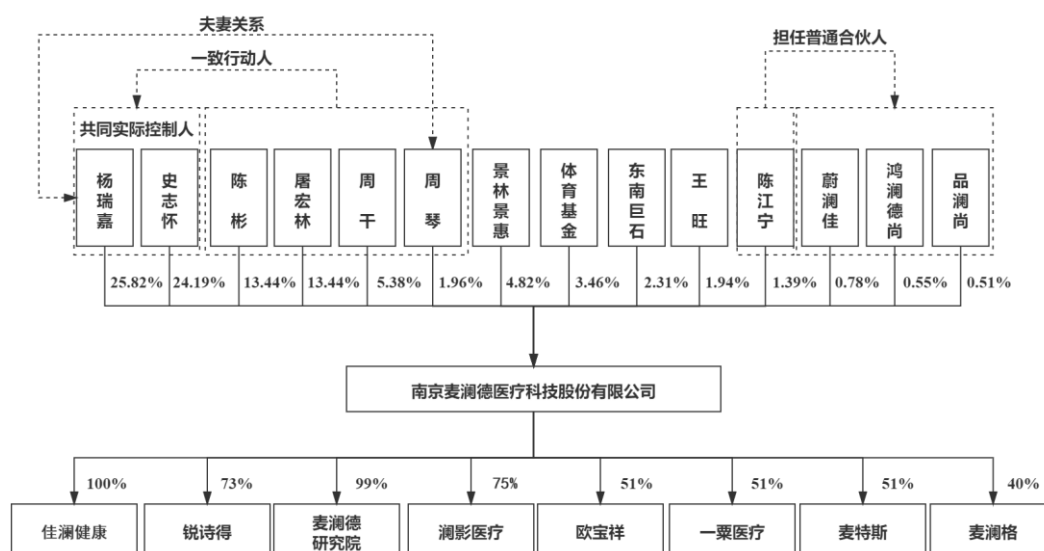 夫妻关系
一致行动人
担任普通合伙人
共同实际控制人
杨瑞嘉
史志怀
陈彬
屠宏林
周干
周琴
景林景惠
体育基金
东南巨石
王旺
陈江宁
蔚澜佳
鸿澜德尚
品澜尚
25.82%
24.19%
13.44%
13.44%
5.38%
1.96%
4.82%
3.46%
2.31%
1.94%
1.39%
0.78%
0.55%
0.51%
南京麦澜德医疗科技股份有限公司
100%
73%
99%
75%
51%
51%
51%
40%
佳澜健康
锐诗得
麦澜德
研究院
澜影医疗
欧宝祥
一粟医疗
麦特斯
麦澜格